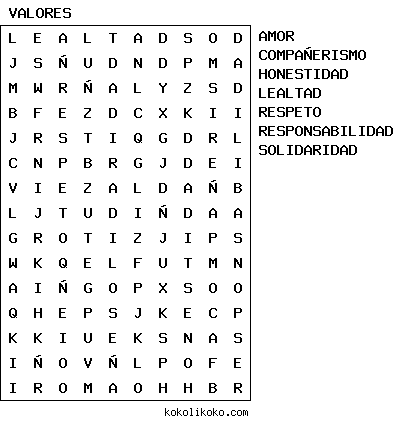 VALORES
L E A L T A D S O D
J S Ñ U D N D P M A
M W R Ñ A L Y Z S D
B F E Z D C X K I I
J R S T I Q G D R L
C N P B R G J D E I
V I E Z A L D A Ñ B
L J T U D I Ñ D A A
G R O T I Z J I P S
W K Q E L F U T M N
A I Ñ G O P X S O O
Q H E P S J K E C P
K K I U E K S N A S
I Ñ O V Ñ L P O F E
I R O M A O H H B R
AMOR
COMPAÑERISMO
HONESTIDAD
LEALTAD
RESPETO
RESPONSABILIDAD
SOLIDARIDAD
kokolikoko.com